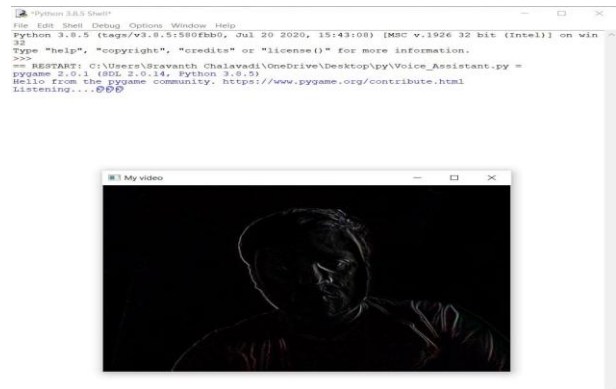 *Python 3.8.5 Shell*
File Edit Shell Debug Options Window Help
Python 3.8.5 (tags/v3.8.5:580fbb0, Jul 20 2020, 15:43:08) [MSC v.1926 32 bit (Intel)] on win
32
Type "help", "copyright", "credits" or "license()" for more information.
>>>
== RESTART: C:\Users\Sravanth Chalavadi\OneDrive\Desktop\py\Voice_Assistant.py =
pygame 2.0.1 (SDL 2.0.14, Python 3.8.5)
Hello from the pygame community. https://www.pygame.org/contribute.html
Listening....
My video